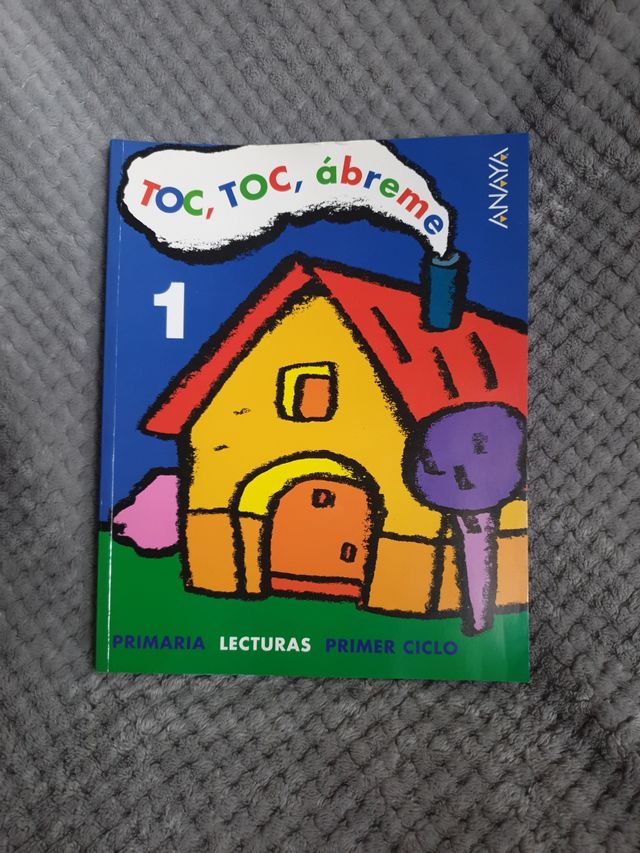 TOC, TOC, ábreme
ANAYA
1
PRIMARIA LECTURAS PRIMER CICLO